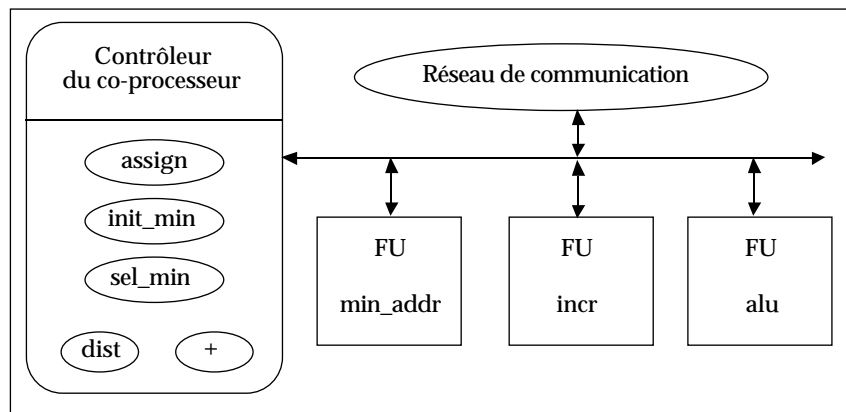 Contrôleur
du co-processeur
assign
init_min
sel_min
dist
+
Réseau de communication
FU
min_addr
FU
incr
FU
alu